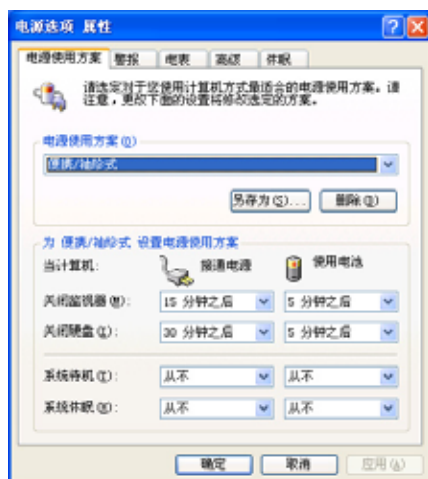 电源选项 属性
电源使用方案 警报 电表 高级 休眠
请选定对于您使用计算机方式最适合的电源使用方案。请
注意，更改下面的设置将修改选定的方案。
电源使用方案(O)
便携/袖珍式
另存为(S)... 删除(D)
为 便携/袖珍式 设置电源使用方案
当计算机: 接通电源 使用电池
关闭监视器(M): 15 分钟之后 5 分钟之后
关闭硬盘(I): 30 分钟之后 5 分钟之后
系统待机(T): 从不 从不
系统休眠(H): 从不 从不
确定 取消 应用(A)